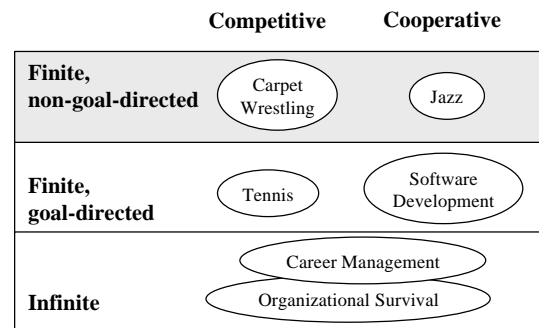 Competitive Cooperative
Finite,
non-goal-directed
Carpet
Wrestling
Jazz
Finite,
goal-directed
Tennis
Software
Development
Career Management
Infinite
Organizational Survival